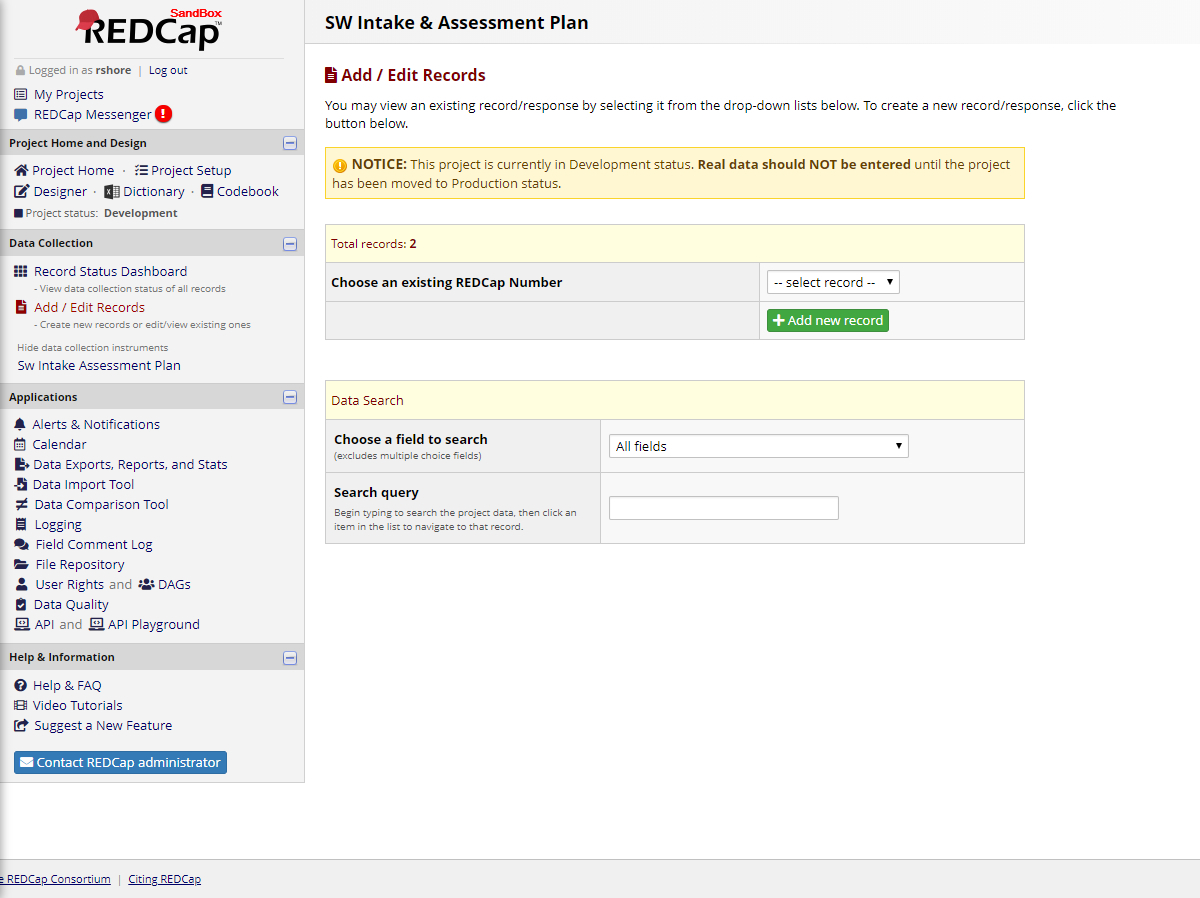 SandBox
REDCap™
Logged in as rshore | Log out
My Projects
REDCap Messenger !
Project Home and Design
Project Home · Project Setup
Designer · Dictionary · Codebook
Project status: Development
Data Collection
Record Status Dashboard
- View data collection status of all records
Add / Edit Records
- Create new records or edit/view existing ones
Hide data collection instruments
Sw Intake Assessment Plan
Applications
Alerts & Notifications
Calendar
Data Exports, Reports, and Stats
Data Import Tool
Data Comparison Tool
Logging
Field Comment Log
File Repository
User Rights and DAGs
Data Quality
API and API Playground
Help & Information
Help & FAQ
Video Tutorials
Suggest a New Feature
Contact REDCap administrator
SW Intake & Assessment Plan
Add / Edit Records
You may view an existing record/response by selecting it from the drop-down lists below. To create a new record/response, click the
button below.
NOTICE: This project is currently in Development status. Real data should NOT be entered until the project
has been moved to Production status.
Total records: 2
Choose an existing REDCap Number
-- select record --
Add new record
Data Search
Choose a field to search
(excludes multiple choice fields)
All fields
Search query
Begin typing to search the project data, then click an
item in the list to navigate to that record.
e REDCap Consortium | Citing REDCap